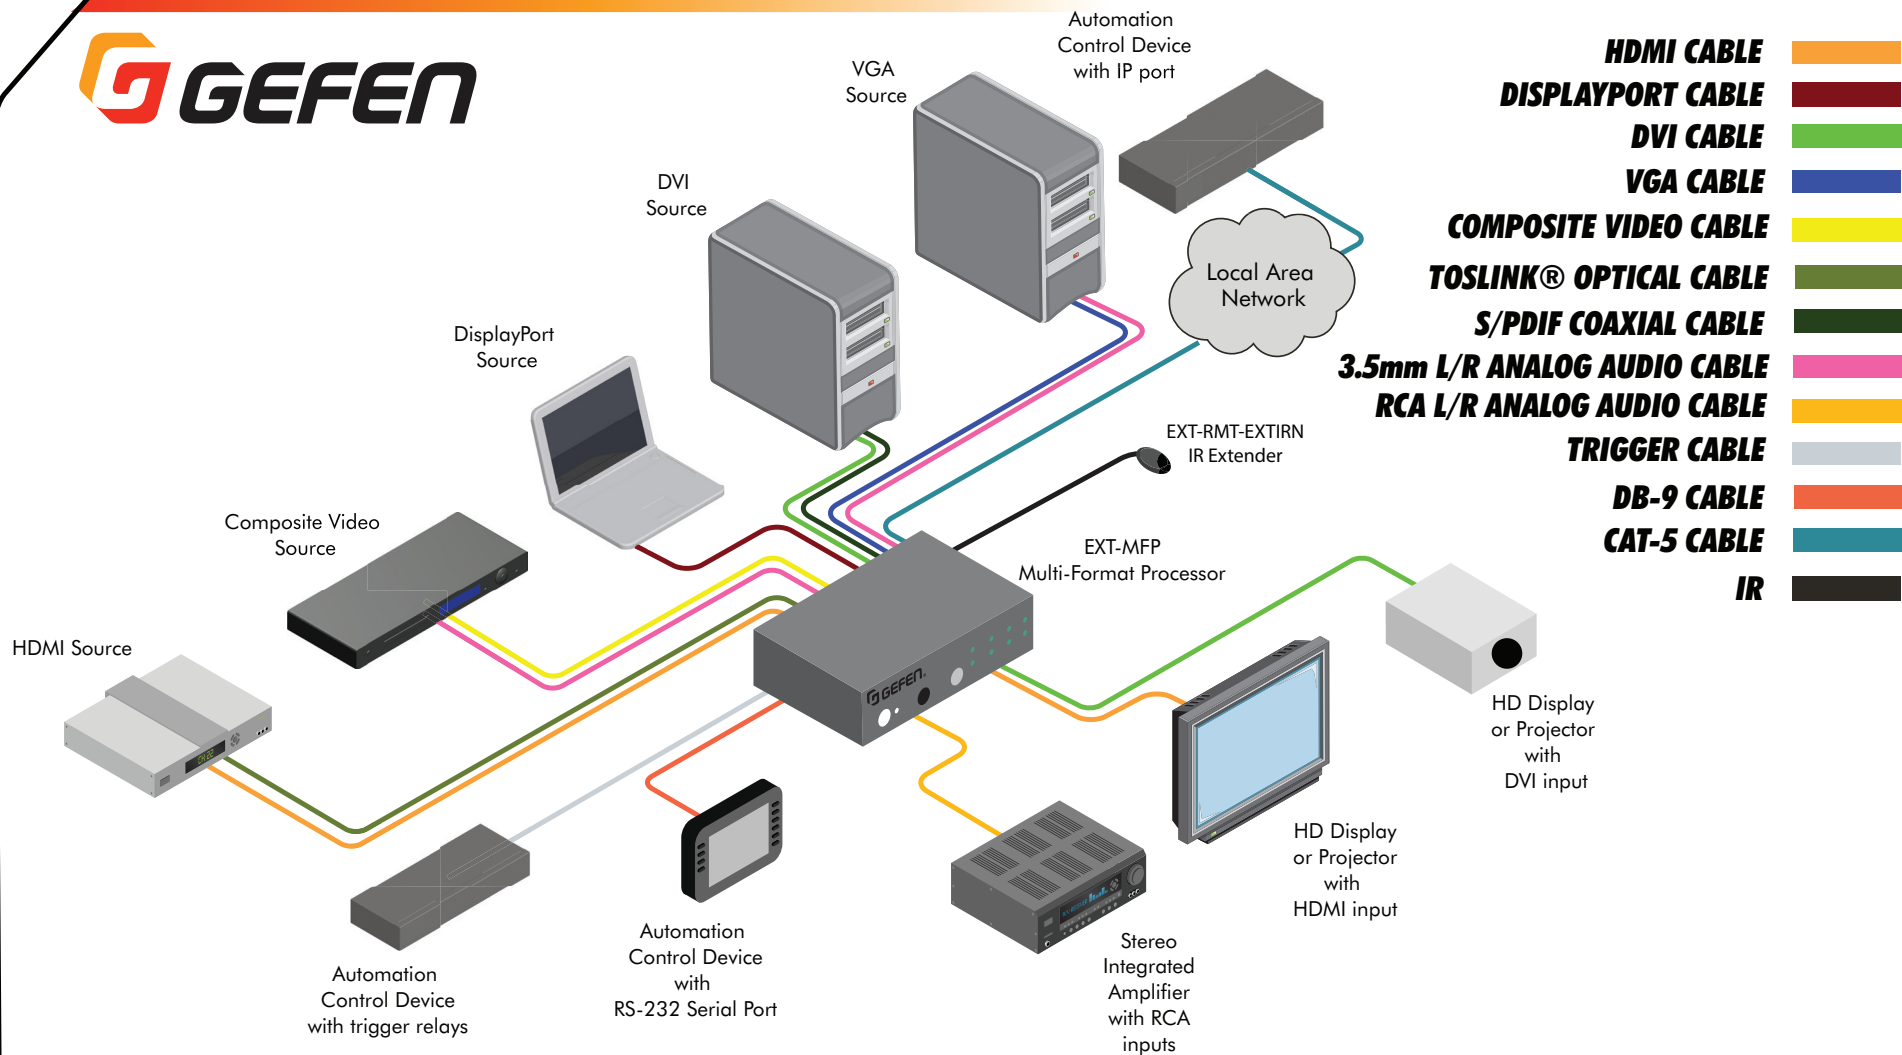 GEFEN
Automation
Control Device
with IP port
VGA
Source
DVI
Source
Local Area
Network
DisplayPort
Source
EXT-RMT-EXTIRN
IR Extender
Composite Video
Source
EXT-MFP
Multi-Format Processor
HDMI Source
GEFEN
HD Display
or Projector
with
DVI input
HD Display
or Projector
with
HDMI input
Stereo
Integrated
Amplifier
with RCA
inputs
Automation
Control Device
with
RS-232 Serial Port
Automation
Control Device
with trigger relays
HDMI CABLE
DISPLAYPORT CABLE
DVI CABLE
VGA CABLE
COMPOSITE VIDEO CABLE
TOSLINK® OPTICAL CABLE
S/PDIF COAXIAL CABLE
3.5mm L/R ANALOG AUDIO CABLE
RCA L/R ANALOG AUDIO CABLE
TRIGGER CABLE
DB-9 CABLE
CAT-5 CABLE
IR